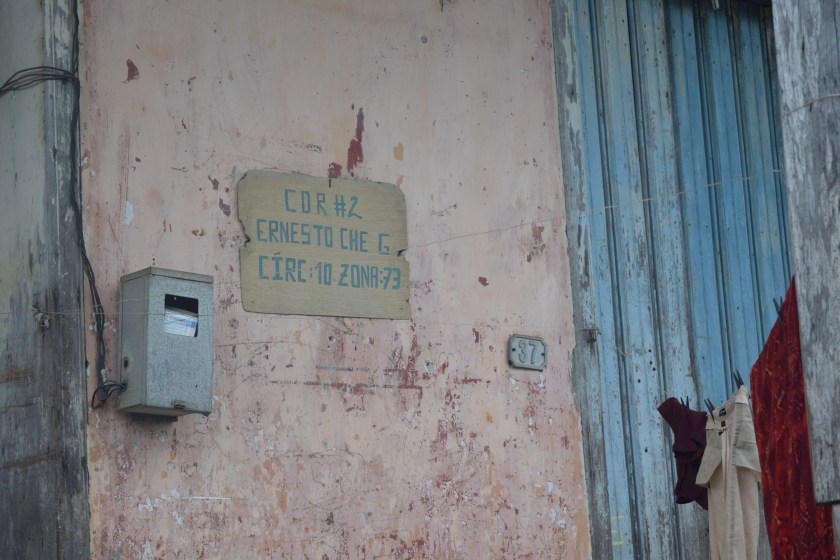 CDR #2
ERNESTO CHE G
CÍRC: 10 ZONA: 73
37